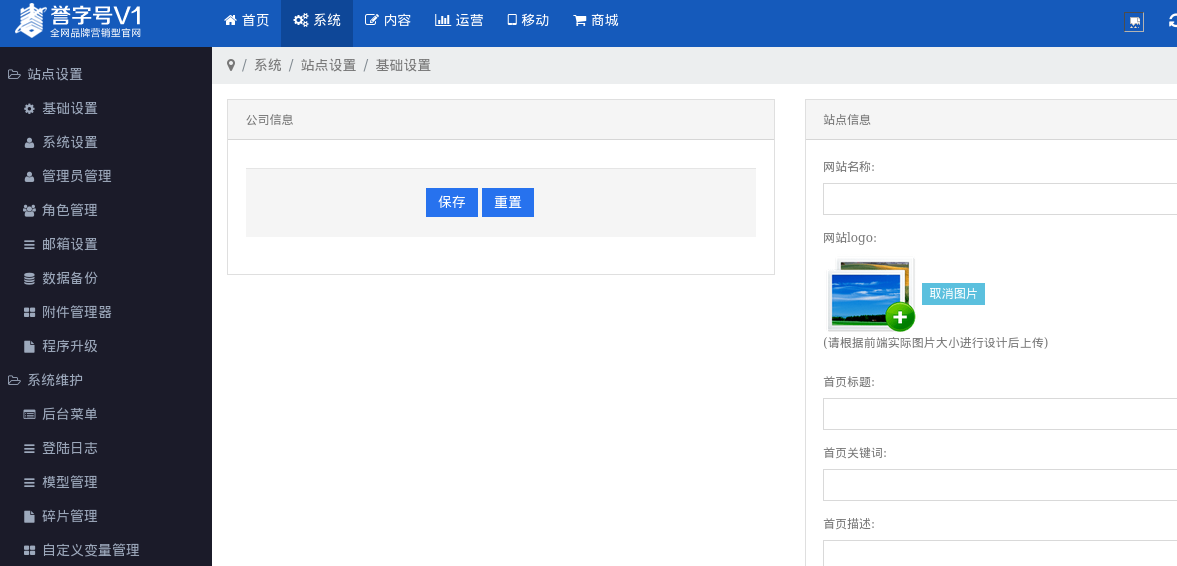 誉字号V1
全网品牌营销型官网
首页 系统 内容 运营 移动 商城
/ 系统 / 站点设置 / 基础设置
站点设置
基础设置
系统设置
管理员管理
角色管理
邮箱设置
数据备份
附件管理器
程序升级
系统维护
后台菜单
登陆日志
模型管理
碎片管理
自定义变量管理
公司信息
保存 重置
站点信息
网站名称:
网站logo:
取消图片
(请根据前端实际图片大小进行设计后上传)
首页标题:
首页关键词:
首页描述: